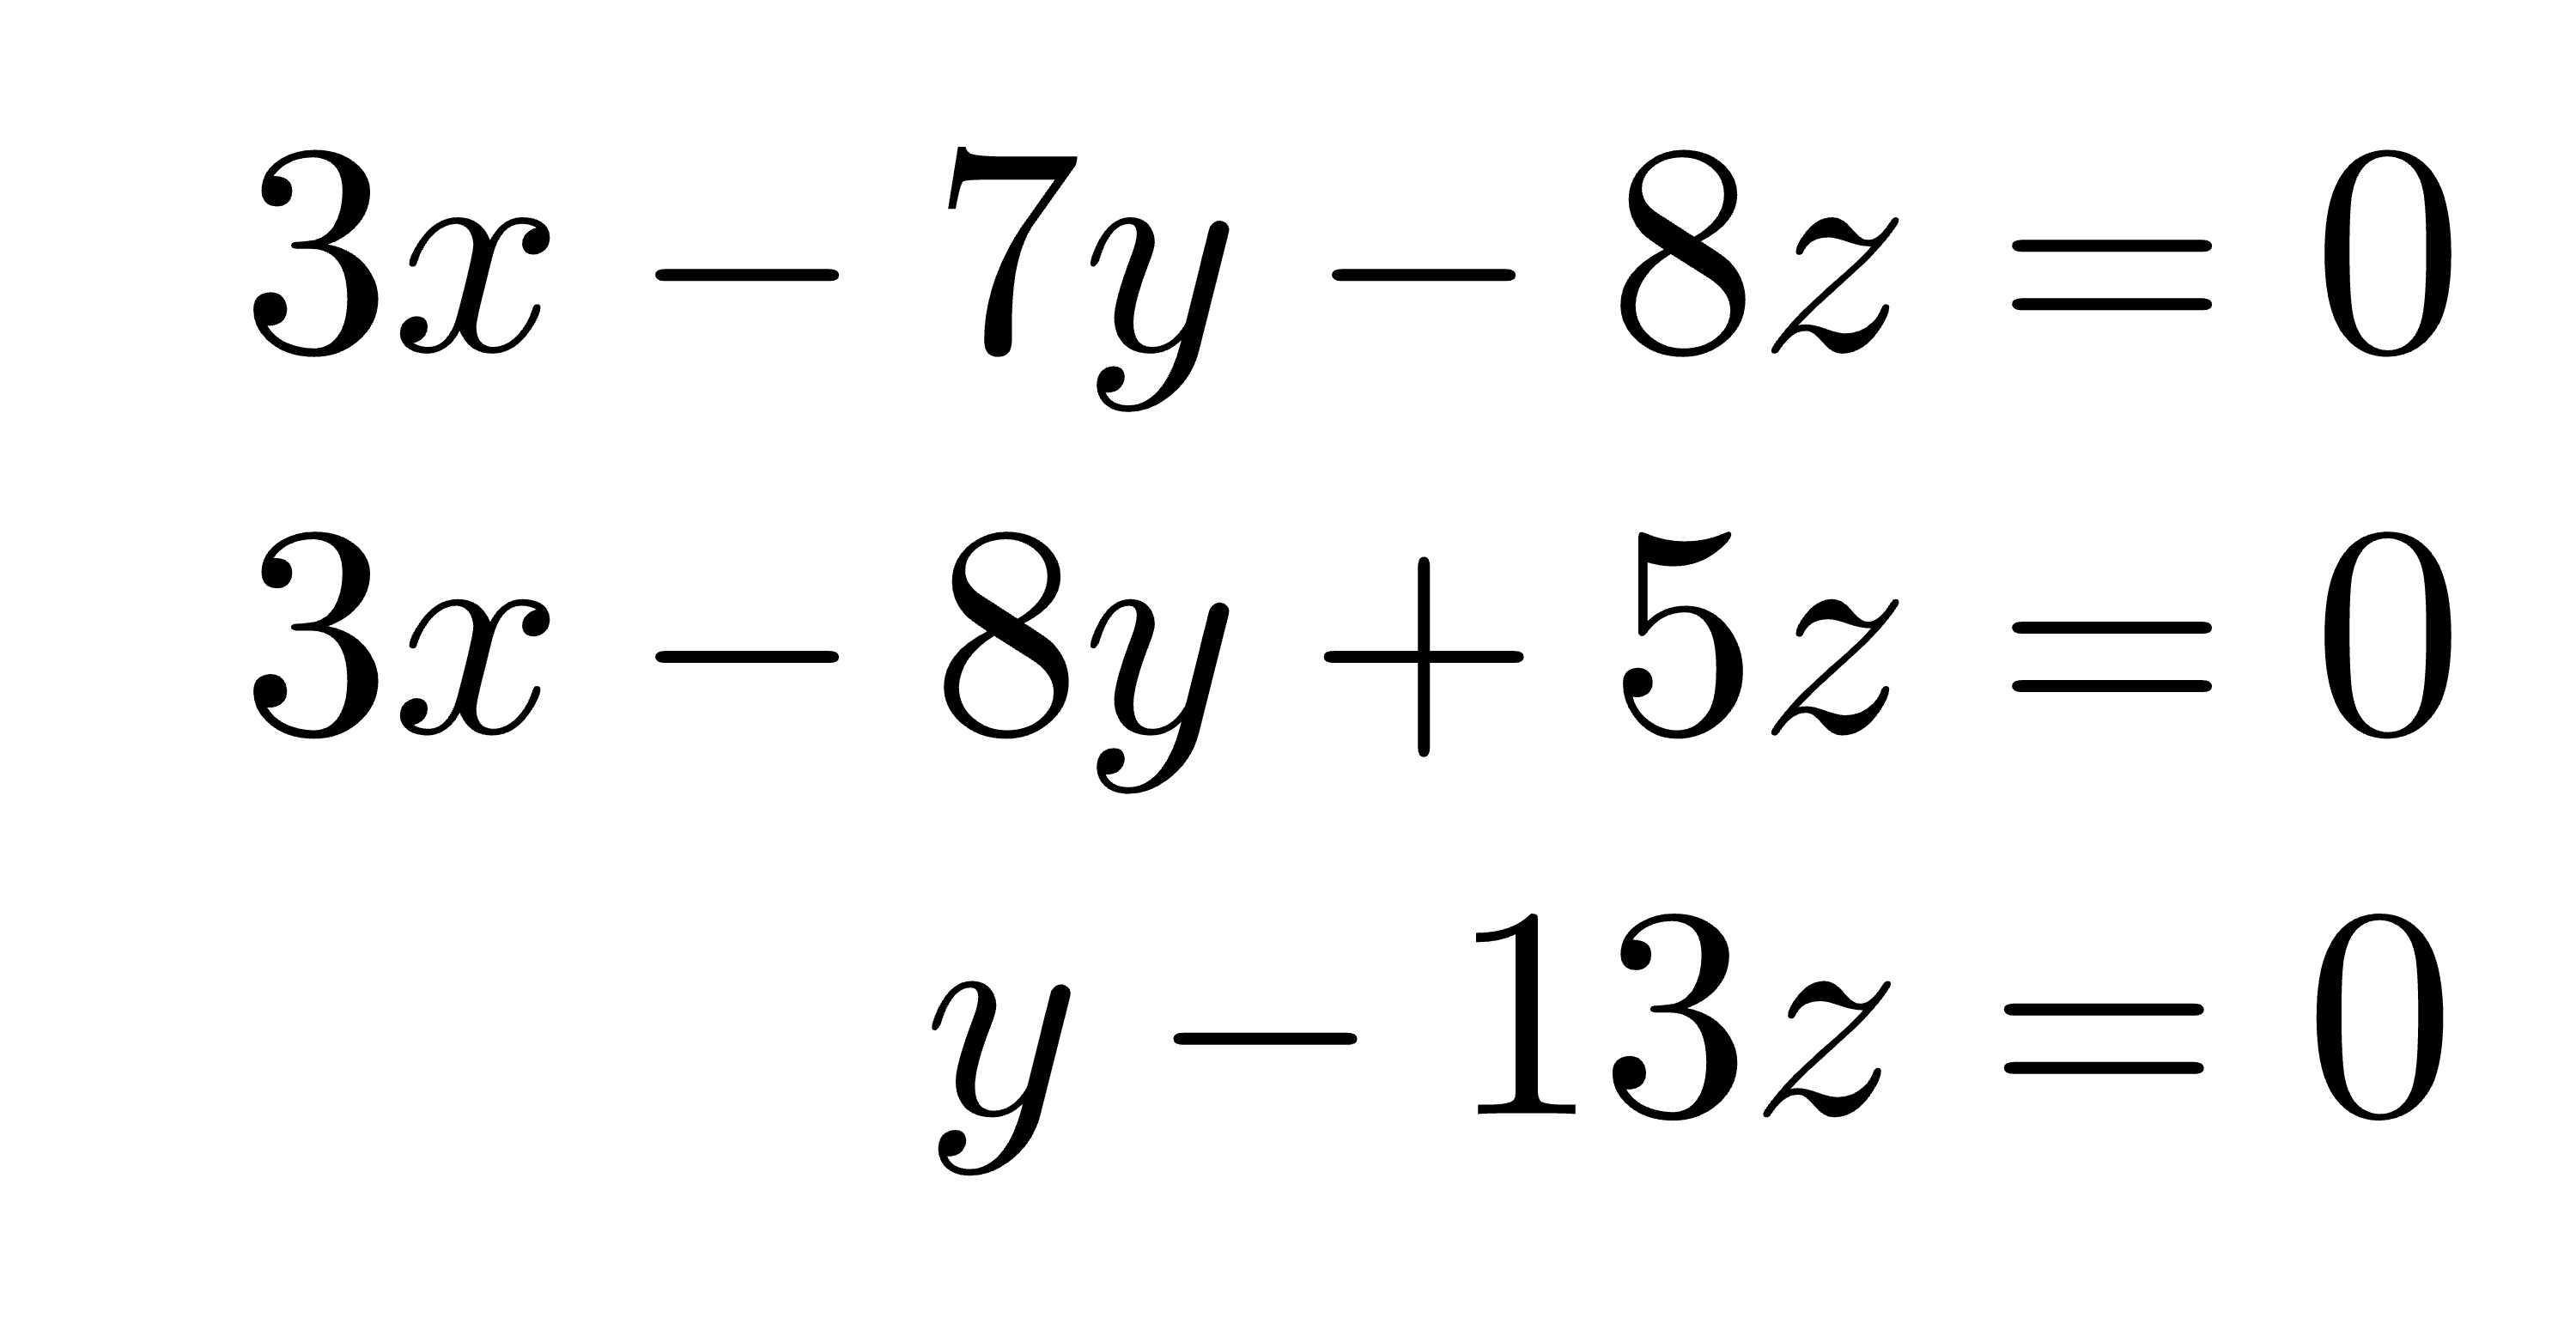 3x − 7y − 8z = 0
3x − 8y + 5z = 0
y − 13z = 0